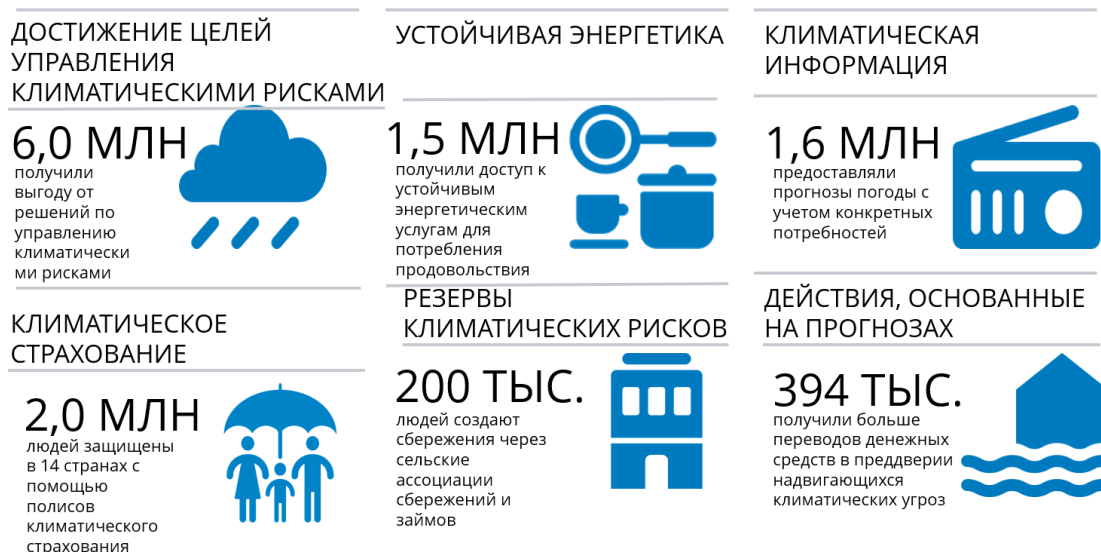 ДОСТИЖЕНИЕ ЦЕЛЕЙ
УПРАВЛЕНИЯ
КЛИМАТИЧЕСКИМИ РИСКАМИ
6,0 МЛН
получили
выгоду от
решений по
управлению
климатически
ми рисками
УСТОЙЧИВАЯ ЭНЕРГЕТИКА
1,5 МЛН
получили доступ к
устойчивым
энергетическим
услугам для
потребления
продовольствия
КЛИМАТИЧЕСКАЯ
ИНФОРМАЦИЯ
1,6 МЛН
предоставляли
прогнозы погоды с
учетом конкретных
потребностей
КЛИМАТИЧЕСКОЕ
СТРАХОВАНИЕ
2,0 МЛН
людей защищены
в 14 странах с
помощью
полисов
климатического
страхования
РЕЗЕРВЫ
КЛИМАТИЧЕСКИХ РИСКОВ
200 ТЫС.
людей создают
сбережения через
сельские
ассоциации
сбережений и
займов
ДЕЙСТВИЯ, ОСНОВАННЫЕ
НА ПРОГНОЗАХ
394 ТЫС.
получили больше
переводов денежных
средств в преддверии
надвигающихся
климатических угроз